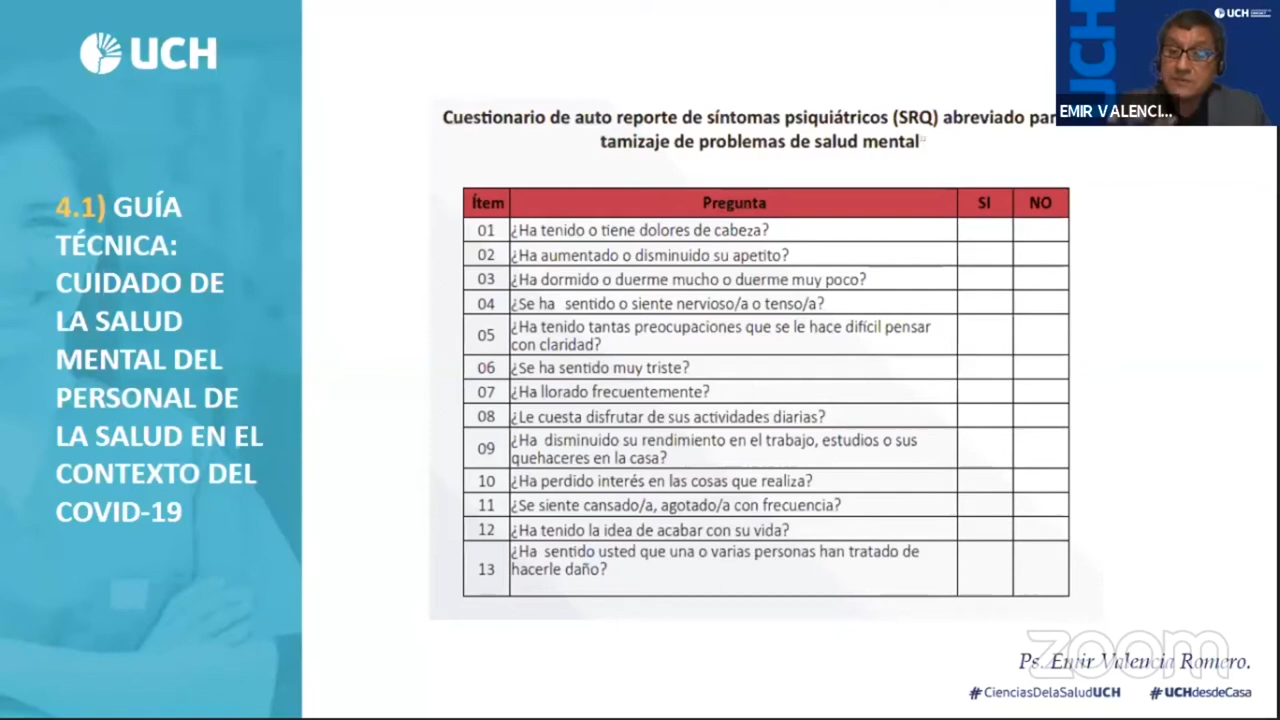 UCH
4.1) GUÍA
TÉCNICA:
CUIDADO DE
LA SALUD
MENTAL DEL
PERSONAL DE
LA SALUD EN EL
CONTEXTO DEL
COVID-19
Cuestionario de auto reporte de síntomas psiquiátricos (SRQ) abreviado par
tamizaje de problemas de salud mental
Ítem Pregunta SI NO
01 ¿Ha tenido o tiene dolores de cabeza?
02 ¿Ha aumentado o disminuido su apetito?
03 ¿Ha dormido o duerme mucho o duerme muy poco?
04 ¿Se ha sentido o siente nervioso/a o tenso/a?
05 ¿Ha tenido tantas preocupaciones que se le hace difícil pensar
con claridad?
06 ¿Se ha sentido muy triste?
07 ¿Ha llorado frecuentemente?
08 ¿Le cuesta disfrutar de sus actividades diarias?
09 ¿Ha disminuido su rendimiento en el trabajo, estudios o sus
quehaceres en la casa?
10 ¿Ha perdido interés en las cosas que realiza?
11 ¿Se siente cansado/a, agotado/a con frecuencia?
12 ¿Ha tenido la idea de acabar con su vida?
13 ¿Ha sentido usted que una o varias personas han tratado de
hacerle daño?
UCH
UCH
EMIR VALENCI...
zoom
Ps. Emir Valencia Romero.
#CienciasDelaSaludUCH #UCHdesdeCasa